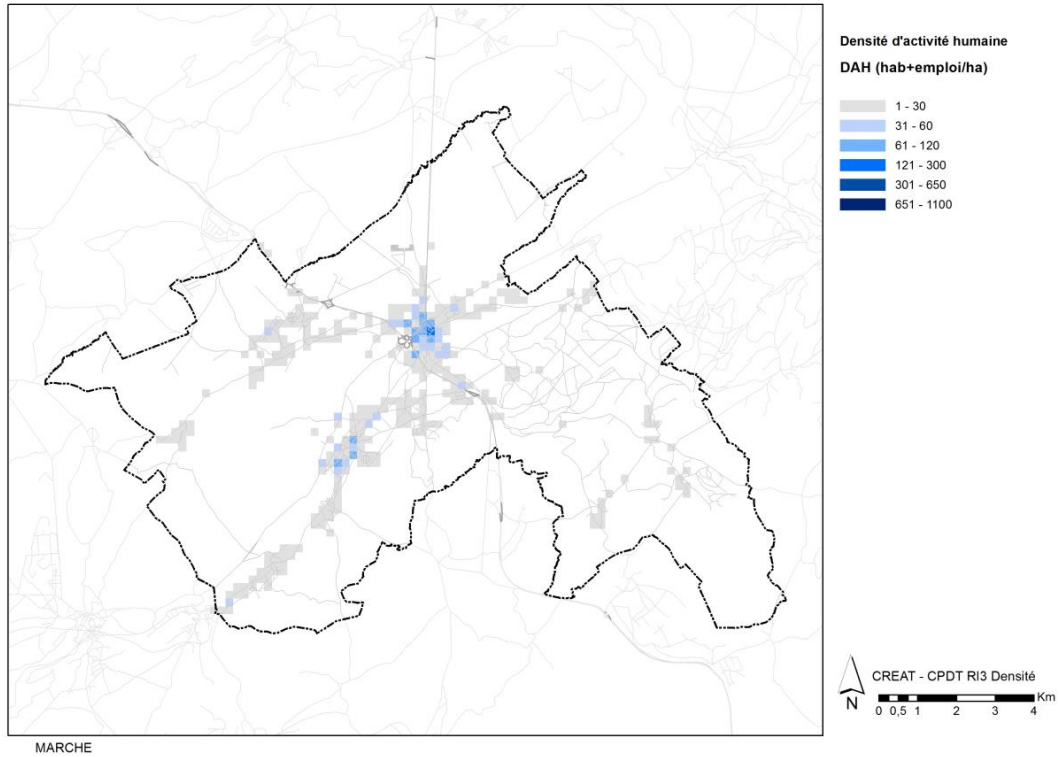 Densité d'activité humaine
DAH (hab+emploi/ha)
1 - 30
31 - 60
61 - 120
121 - 300
301 - 650
651 - 1100
CREAT - CPDT RI3 Densité
N
Km
0 0,5 1 2 3 4
MARCHE